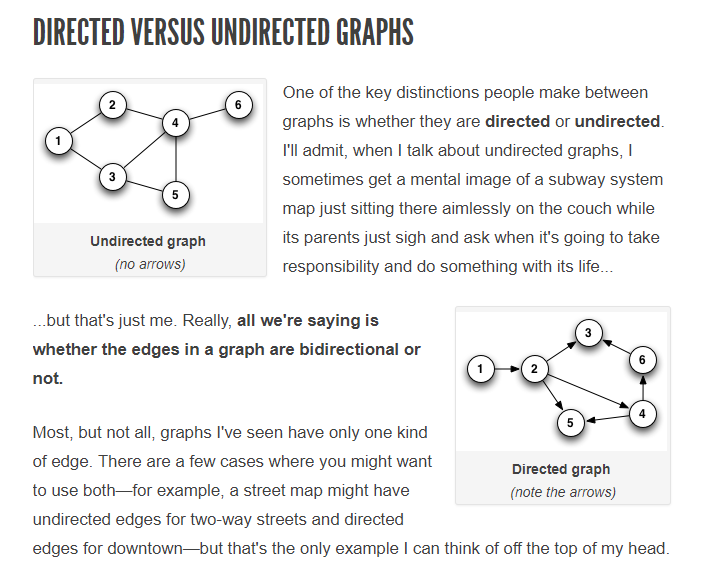 DIRECTED VERSUS UNDIRECTED GRAPHS
2
6
4
1
3
5
Undirected graph
(no arrows)
One of the key distinctions people make between
graphs is whether they are directed or undirected.
I'll admit, when I talk about undirected graphs, I
sometimes get a mental image of a subway system
map just sitting there aimlessly on the couch while
its parents just sigh and ask when it's going to take
responsibility and do something with its life...
...but that's just me. Really, all we're saying is
whether the edges in a graph are bidirectional or
not.
Most, but not all, graphs I've seen have only one kind
of edge. There are a few cases where you might want
to use both—for example, a street map might have
undirected edges for two-way streets and directed
edges for downtown—but that's the only example I can think of off the top of my head.
3
6
1
2
4
5
Directed graph
(note the arrows)